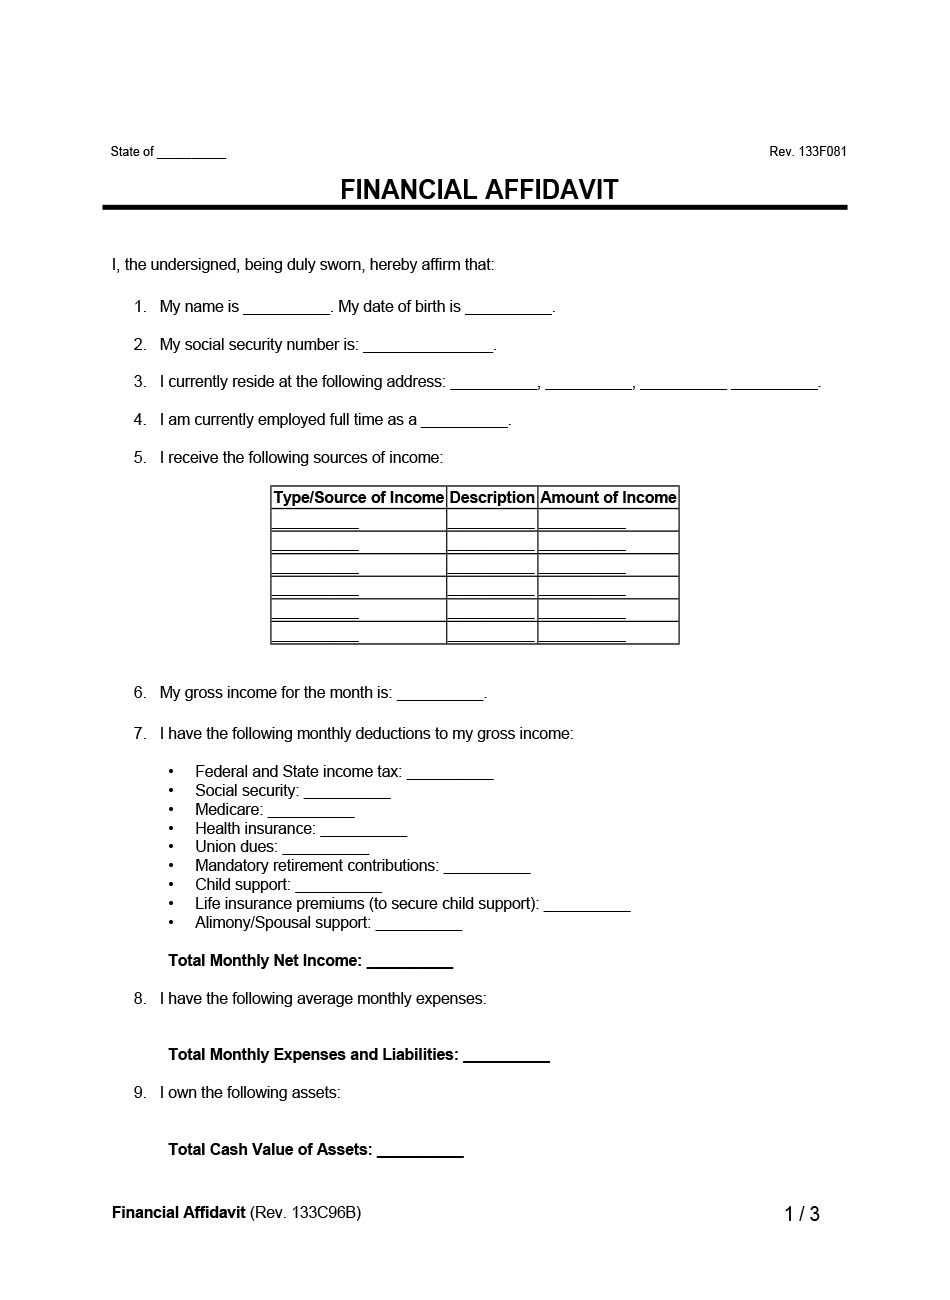 State of __________ Rev. 133F081
FINANCIAL AFFIDAVIT
I, the undersigned, being duly sworn, hereby affirm that:
1. My name is __________. My date of birth is __________.
2. My social security number is: _______________.
3. I currently reside at the following address: __________, __________, __________ __________.
4. I am currently employed full time as a __________.
5. I receive the following sources of income:
Type/Source of Income Description Amount of Income
__________ __________ __________
__________ __________ __________
__________ __________ __________
__________ __________ __________
__________ __________ __________
__________ __________ __________
6. My gross income for the month is: __________.
7. I have the following monthly deductions to my gross income:
• Federal and State income tax: __________
• Social security: __________
• Medicare: __________
• Health insurance: __________
• Union dues: __________
• Mandatory retirement contributions: __________
• Child support: __________
• Life insurance premiums (to secure child support): __________
• Alimony/Spousal support: __________
Total Monthly Net Income: __________
8. I have the following average monthly expenses:
Total Monthly Expenses and Liabilities: __________
9. I own the following assets:
Total Cash Value of Assets: __________
Financial Affidavit (Rev. 133C96B) 1 / 3